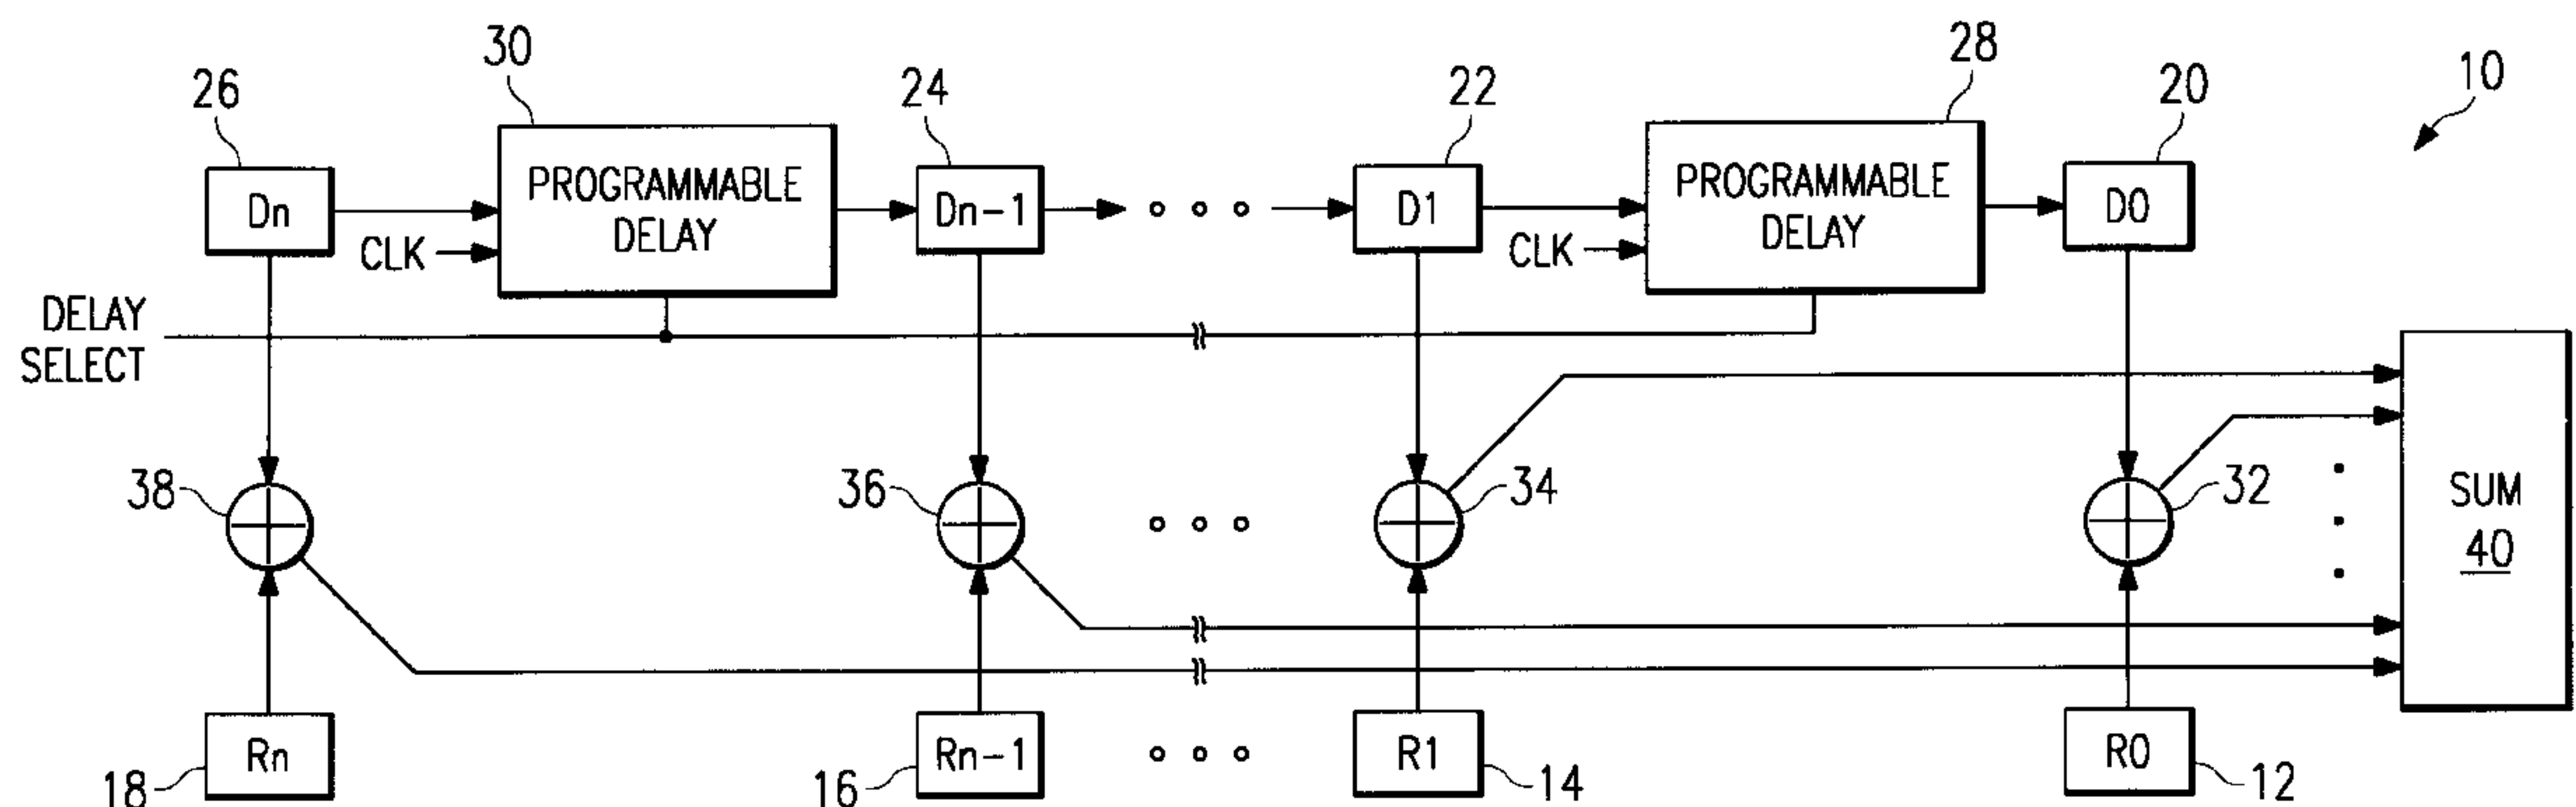 30
28
26
24
22
20
10
Dn
PROGRAMMABLE
DELAY
Dn-1
D1
PROGRAMMABLE
DELAY
D0
CLK
CLK
DELAY
SELECT
38
36
34
32
SUM
40
Rn
Rn-1
R1
R0
18
16
14
12